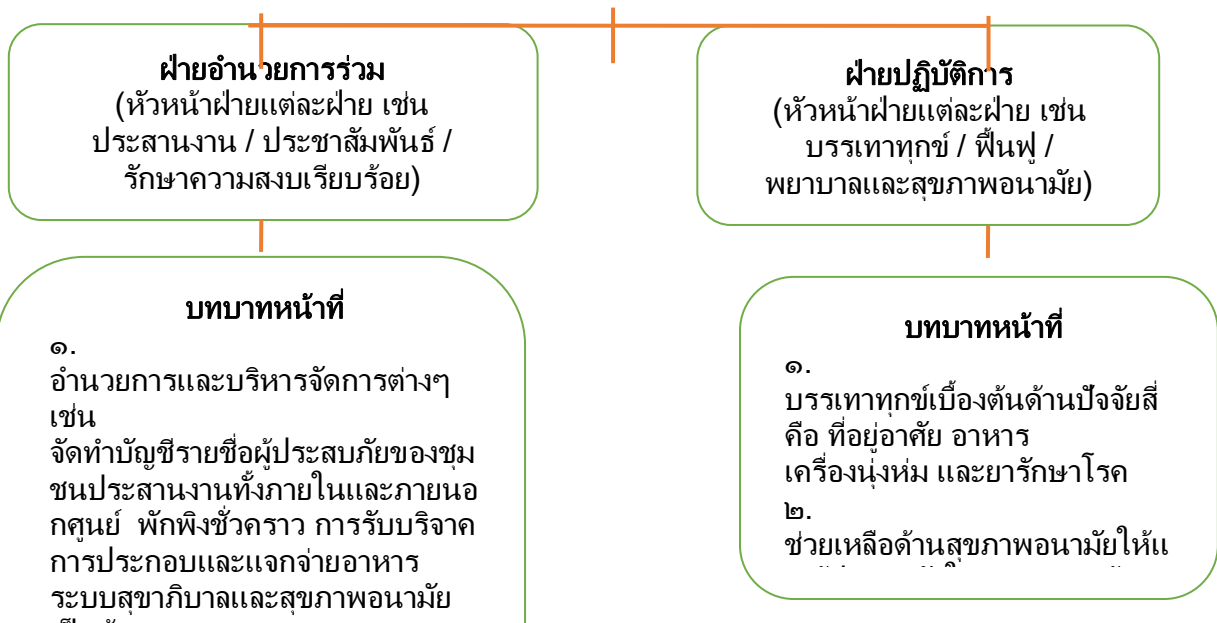 ฝ่ายอำนวยการร่วม
(หัวหน้าฝ่ายแต่ละฝ่าย เช่น
ประสานงาน / ประชาสัมพันธ์ /
รักษาความสงบเรียบร้อย)
ฝ่ายปฏิบัติการ
(หัวหน้าฝ่ายแต่ละฝ่าย เช่น
บรรเทาทุกข์ / ฟื้นฟู /
พยาบาลและสุขภาพอนามัย)
บทบาทหน้าที่
๑.
อำนวยการและบริหารจัดการต่างๆ
เช่น
จัดทำบัญชีรายชื่อผู้ประสบภัยของชุม
ชนประสานงานทั้งภายในและภายนอ
กศูนย์ พักพิงชั่วคราว การรับบริจาค
การประกอบและแจกจ่ายอาหาร
ระบบสุขาภิบาลและสุขภาพอนามัย
บทบาทหน้าที่
๑.
บรรเทาทุกข์เบื้องต้นด้านปัจจัยสี่
คือ ที่อยู่อาศัย อาหาร
เครื่องนุ่งห่ม และยารักษาโรค
๒.
ช่วยเหลือด้านสุขภาพอนามัยให้แ